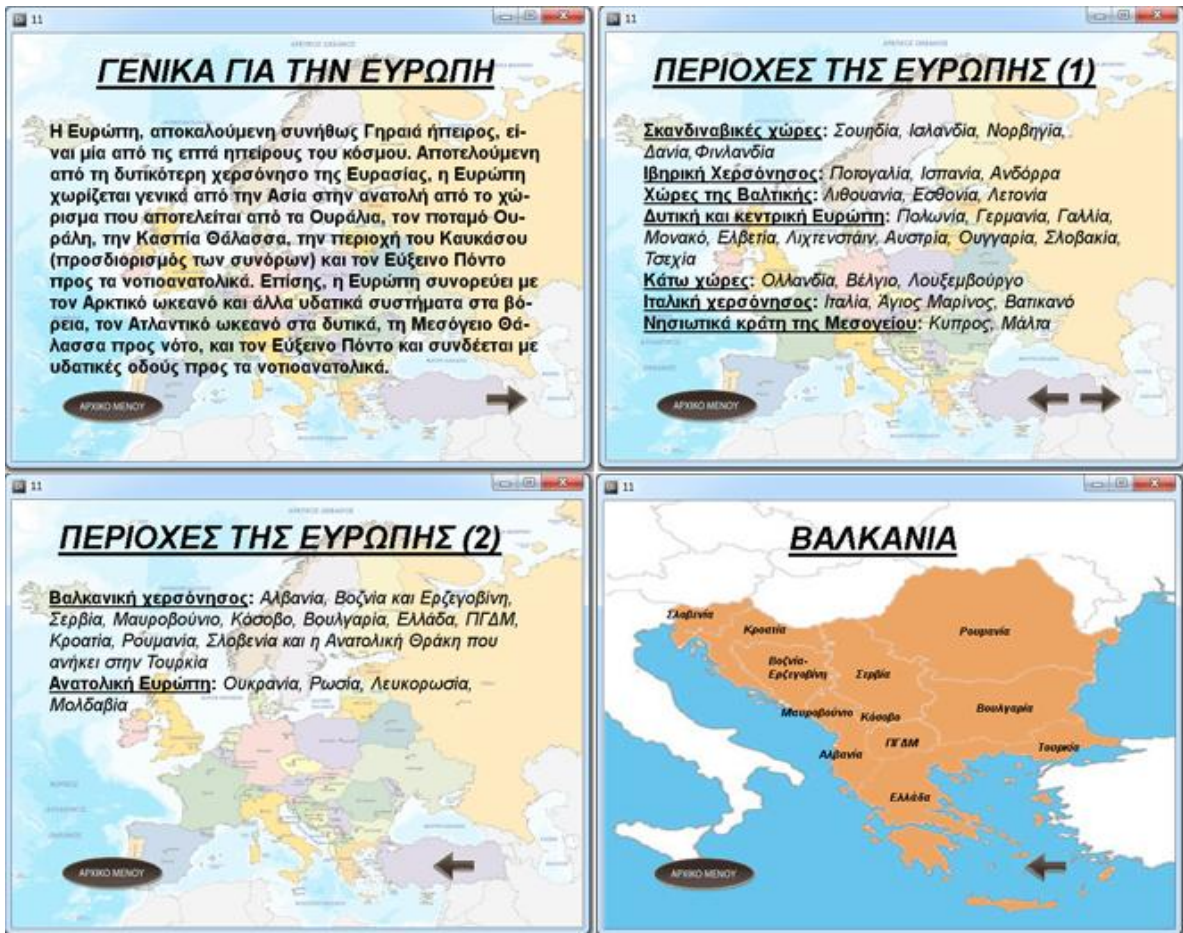 11
ΓΕΝΙΚΑ ΓΙΑ ΤΗΝ ΕΥΡΩΠΗ
Η Ευρώπη, αποκαλούμενη συνήθως Γηραιά ήπειρος, εί-
ναι μία από τις επτά ηπείρους του κόσμου. Αποτελούμενη
από τη δυτικότερη χερσόνησο της Ευρασίας, η Ευρώπη
χωρίζεται γενικά από την Ασία στην ανατολή από το χώ-
ρισμα που αποτελείται από τα Ουράλια, τον ποταμό Ου-
ράλη, την Κασπία Θάλασσα, την περιοχή του Καυκάσου
(προσδιορισμός των συνόρων) και τον Εύξεινο Πόντο
προς τα νοτιοανατολικά. Επίσης, η Ευρώπη συνορεύει με
τον Αρκτικό ωκεανό και άλλα υδατικά συστήματα στα βό-
ρεια, τον Ατλαντικό ωκεανό στα δυτικά, τη Μεσόγειο Θά-
λασσα προς νότο, και τον Εύξεινο Πόντο και συνδέεται με
υδατικές οδούς προς τα νοτιοανατολικά.
ΑΡΧΙΚΟ ΜΕΝΟΥ
11
ΠΕΡΙΟΧΕΣ ΤΗΣ ΕΥΡΩΠΗΣ (1)
Σκανδιναβικές χώρες: Σουηδία, Ισλανδία, Νορβηγία,
Δανία, Φινλανδία
Ιβηρική Χερσόνησος: Ποτογαλία, Ισπανία, Ανδόρρα
Χώρες της Βαλτικής: Λιθουανία, Εσθονία, Λετονία
Δυτική και κεντρική Ευρώπη: Πολωνία, Γερμανία, Γαλλία,
Μονακό, Ελβετία, Λιχτενστάιν, Αυστρία, Ουγγαρία, Σλοβακία,
Τσεχία
Κάτω χώρες: Ολλανδία, Βέλγιο, Λουξεμβούργο
Ιταλική χερσόνησος: Ιταλία, Άγιος Μαρίνος, Βατικανό
Νησιωτικά κράτη της Μεσογείου: Κυπρος, Μάλτα
ΑΡΧΙΚΟ ΜΕΝΟΥ
11
ΠΕΡΙΟΧΕΣ ΤΗΣ ΕΥΡΩΠΗΣ (2)
Βαλκανική χερσόνησος: Αλβανία, Βοζνία και Ερζεγοβίνη,
Σερβία, Μαυροβούνιο, Κόσοβο, Βουλγαρία, Ελλάδα, ΠΓΔΜ,
Κροατία, Ρουμανία, Σλοβενία και η Ανατολική Θράκη που
ανήκει στην Τουρκία
Ανατολική Ευρώπη: Ουκρανία, Ρωσία, Λευκορωσία,
Μολδαβία
ΑΡΧΙΚΟ ΜΕΝΟΥ
11
ΒΑΛΚΑΝΙΑ
Σλοβενία
Κροατία
Ρουμανία
Βοζνία-
Ερζεγοβίνη
Σερβία
Μαυροβούνιο
Κόσοβο
Βουλγαρία
ΠΓΔΜ
Αλβανία
Τουρκία
Ελλάδα
ΑΡΧΙΚΟ ΜΕΝΟΥ